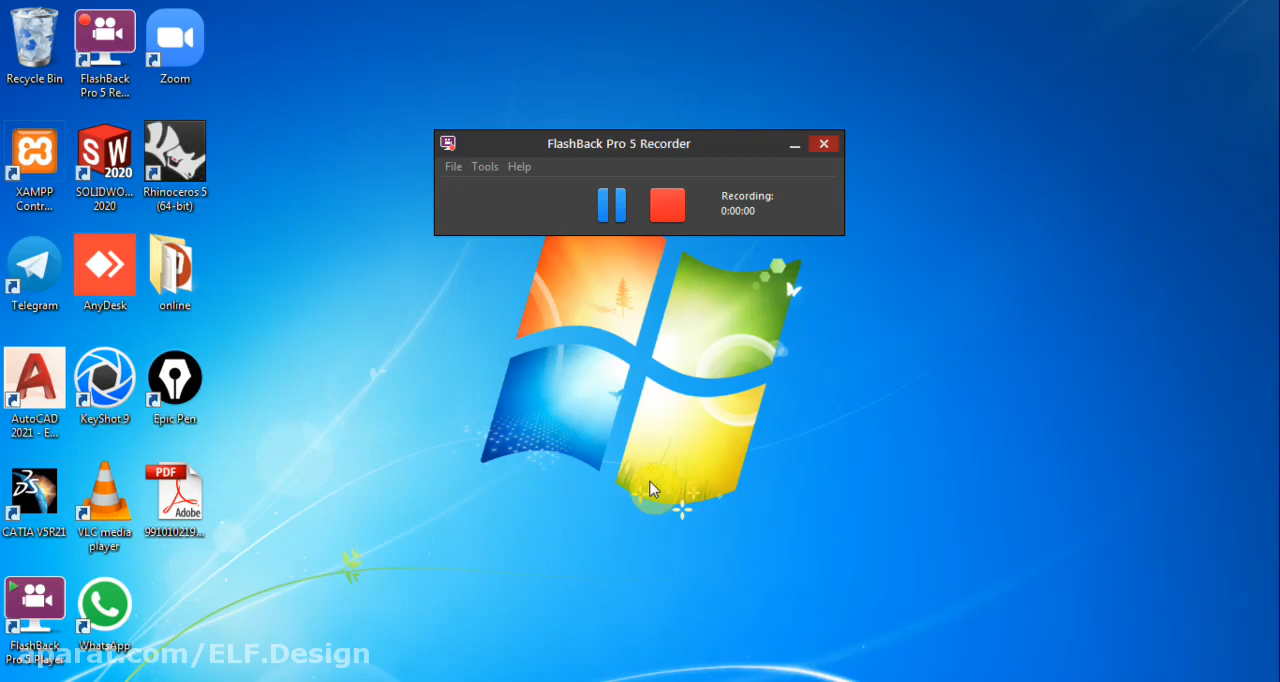 Recycle Bin
FlashBack
Pro 5 Re...
Zoom
FlashBack Pro 5 Recorder
File Tools Help
Recording:
0:00:00
XAMPP
Contr...
SW
2020
SOLIDWO...
2020
Rhinoceros 5
(64-bit)
Telegram
AnyDesk
online
AutoCAD
2021 - E...
KeyShot 9
Epic Pen
CATIA V5R21
VLC media
player
PDF
Adobe
991010219...
FlashBack
Pro 5 Player
WhatsApp
aparat.com/ELF.Design